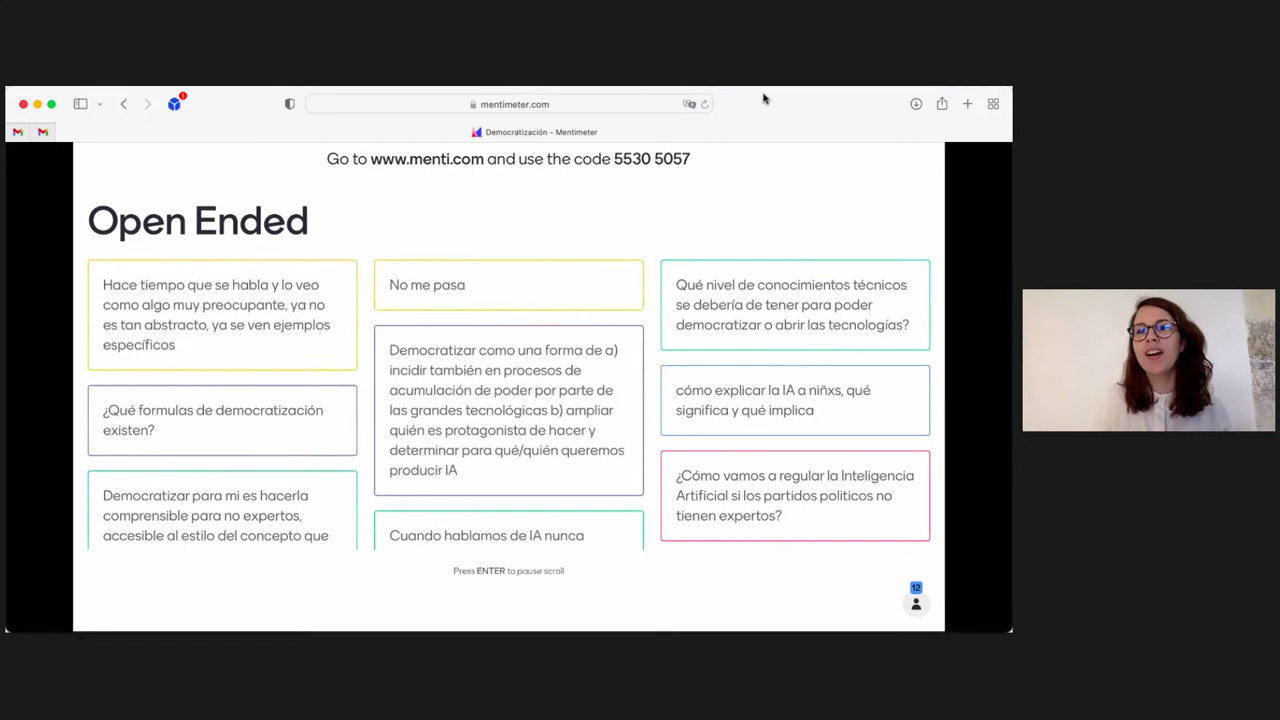 mentimeter.com
Democratización - Mentimeter
Go to www.menti.com and use the code 5530 5057
Open Ended
Hace tiempo que se habla y lo veo
como algo muy preocupante, ya no
es tan abstracto, ya se ven ejemplos
específicos
¿Qué formulas de democratización
existen?
Democratizar para mi es hacerla
comprensible para no expertos,
accesible al estilo del concepto que
No me pasa
Democratizar como una forma de a)
incidir también en procesos de
acumulación de poder por parte de
las grandes tecnológicas b) ampliar
quién es protagonista de hacer y
determinar para qué/quién queremos
producir IA
Cuando hablamos de IA nunca
Qué nivel de conocimientos técnicos
se debería de tener para poder
democratizar o abrir las tecnologías?
cómo explicar la IA a niñxs, qué
significa y qué implica
¿Cómo vamos a regular la Inteligencia
Artificial si los partidos politicos no
tienen expertos?
Press ENTER to pause scroll
12